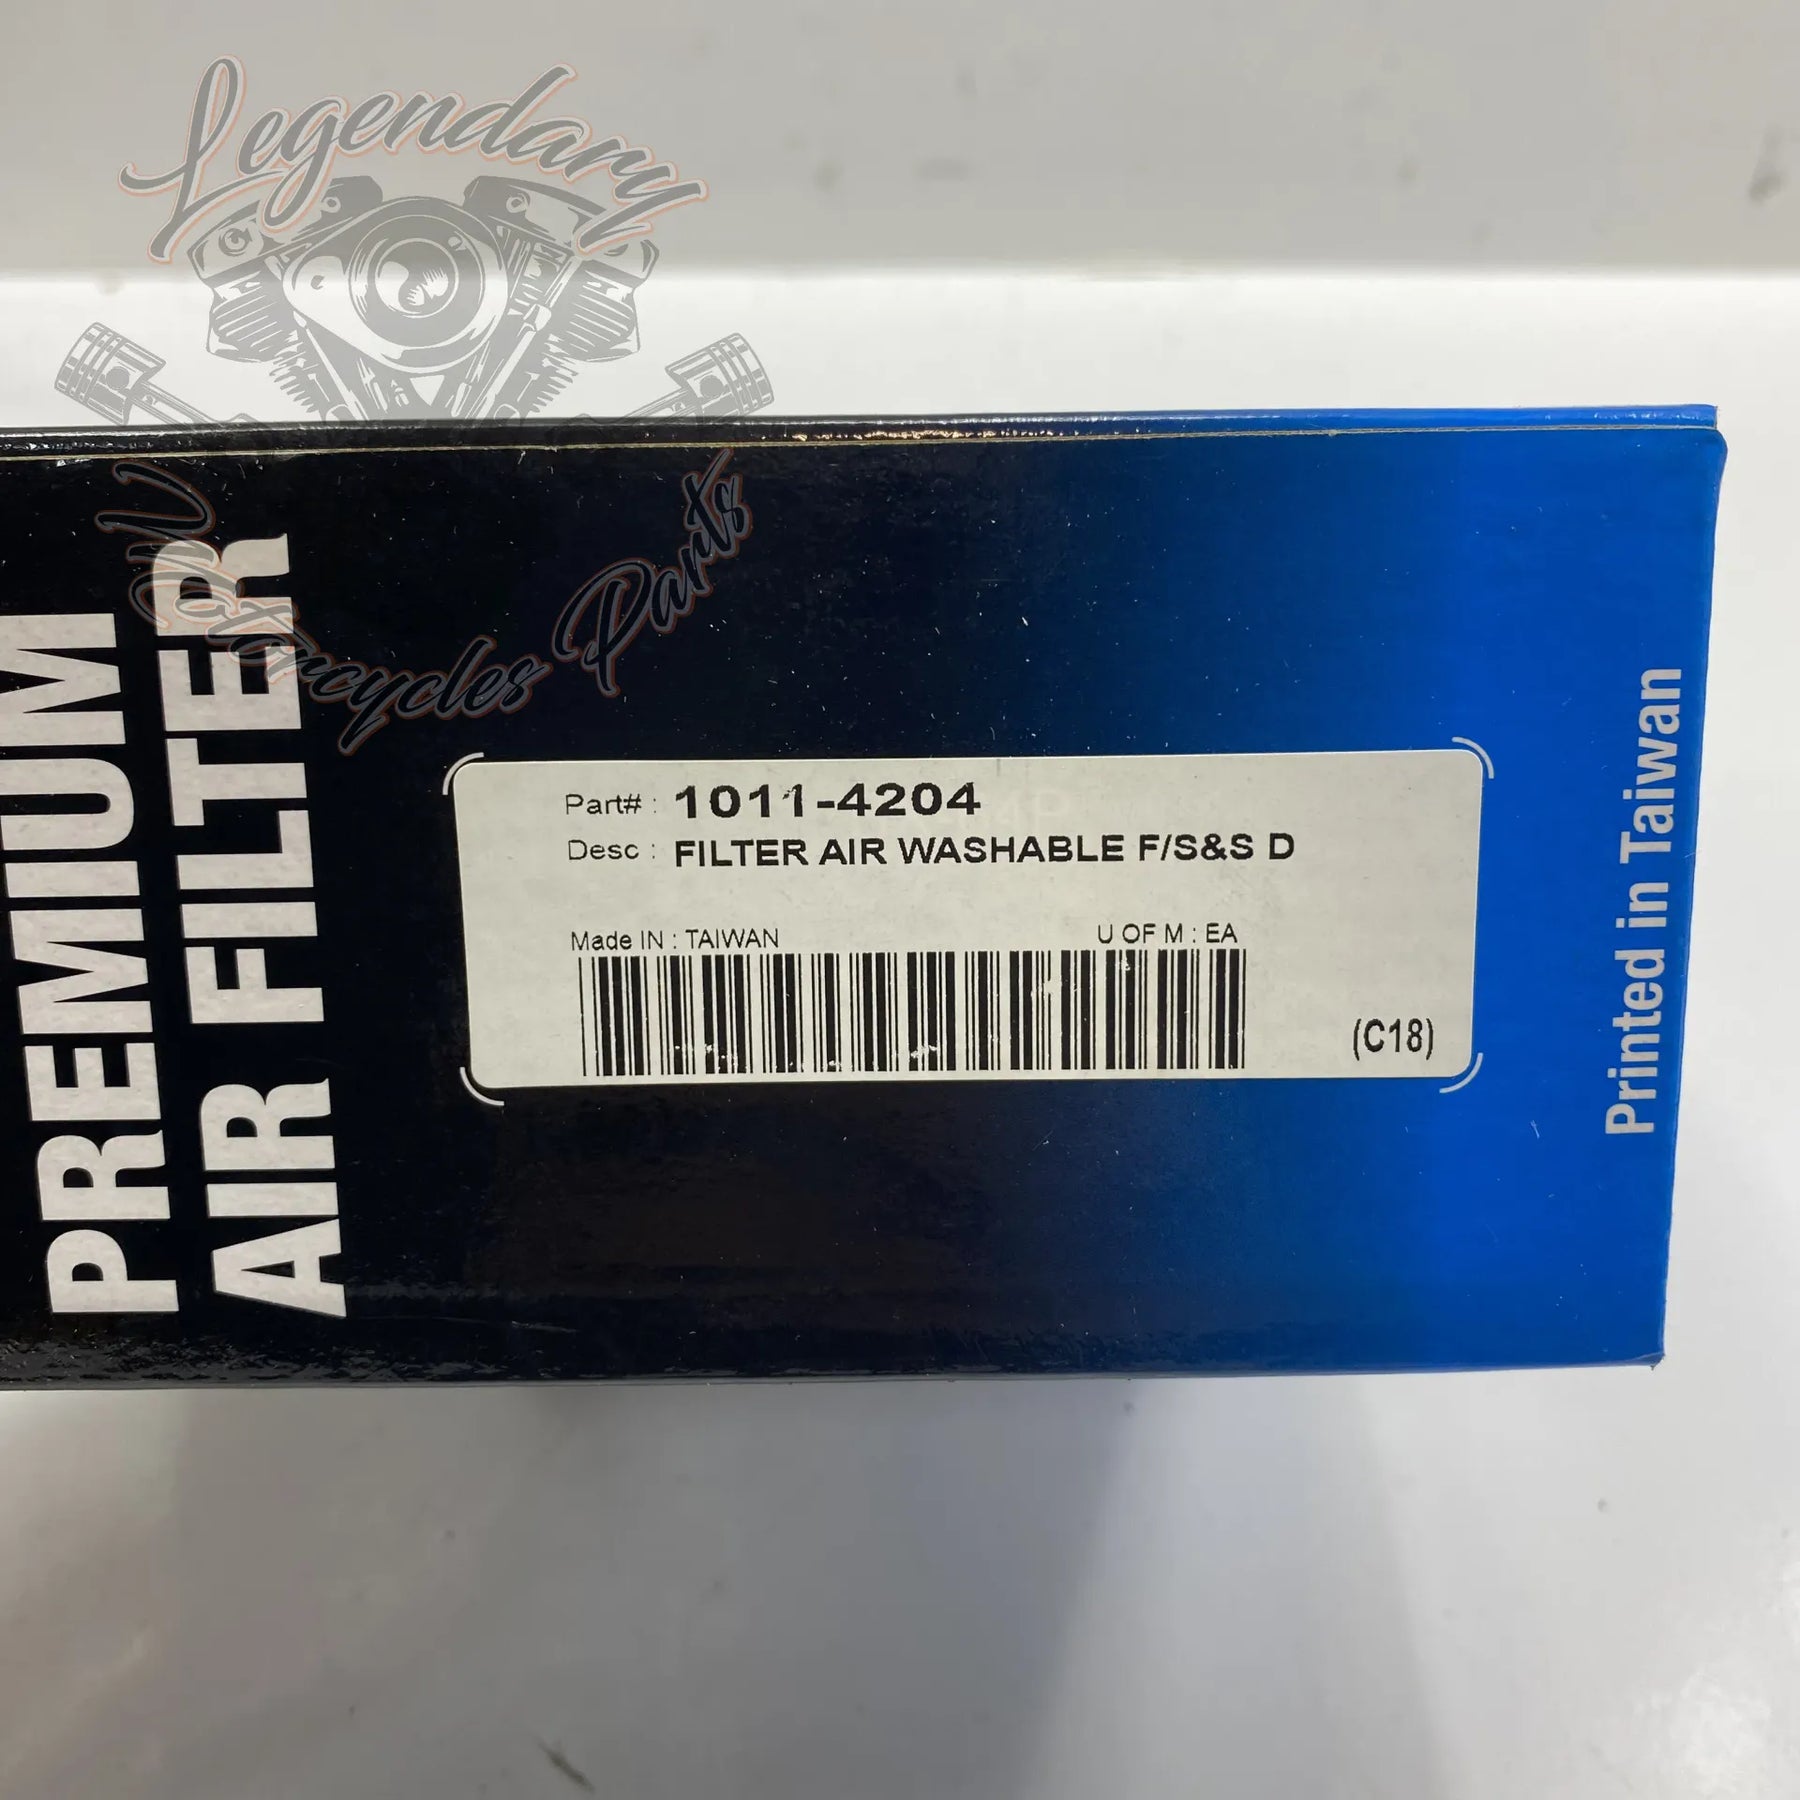 Legendary
Motorcycles Parts
PREMIUM
AIR FILTER
Part# : 1011-4204
Desc : FILTER AIR WASHABLE F/S&S D
Made IN : TAIWAN
U OF M : EA
(C18)
Printed in Taiwan